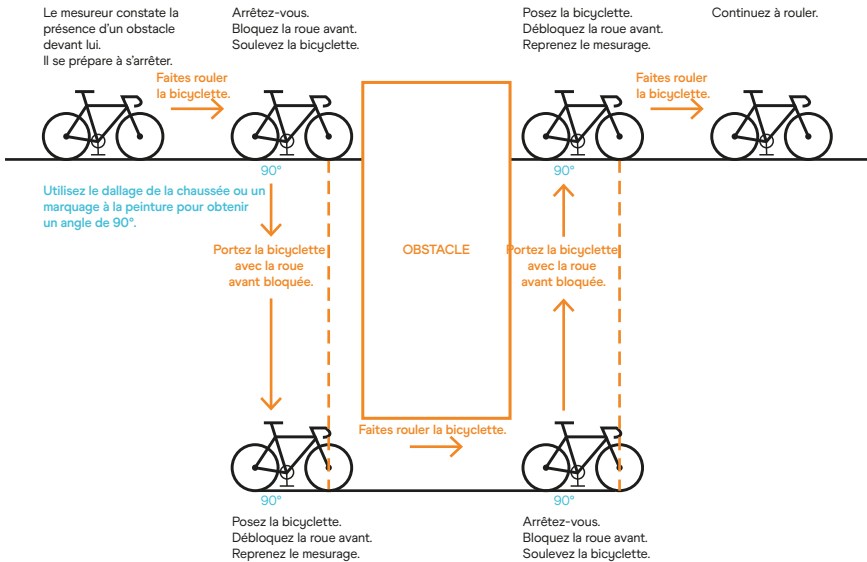 Le mesureur constate la
présence d'un obstacle
devant lui.
Il se prépare à s'arrêter.
Arrêtez-vous.
Bloquez la roue avant.
Soulevez la bicyclette.
Posez la bicyclette.
Débloquez la roue avant.
Reprenez le mesurage.
Continuez à rouler.
Faites rouler
la bicyclette.
Faites rouler
la bicyclette.
90°
90°
Utilisez le dallage de la chaussée ou un
marquage à la peinture pour obtenir
un angle de 90°.
Portez la bicyclette
avec la roue
avant bloquée.
OBSTACLE
Portez la bicyclette
avec la roue
avant bloquée.
Faites rouler la bicyclette.
90°
90°
Posez la bicyclette.
Débloquez la roue avant.
Reprenez le mesurage.
Arrêtez-vous.
Bloquez la roue avant.
Soulevez la bicyclette.